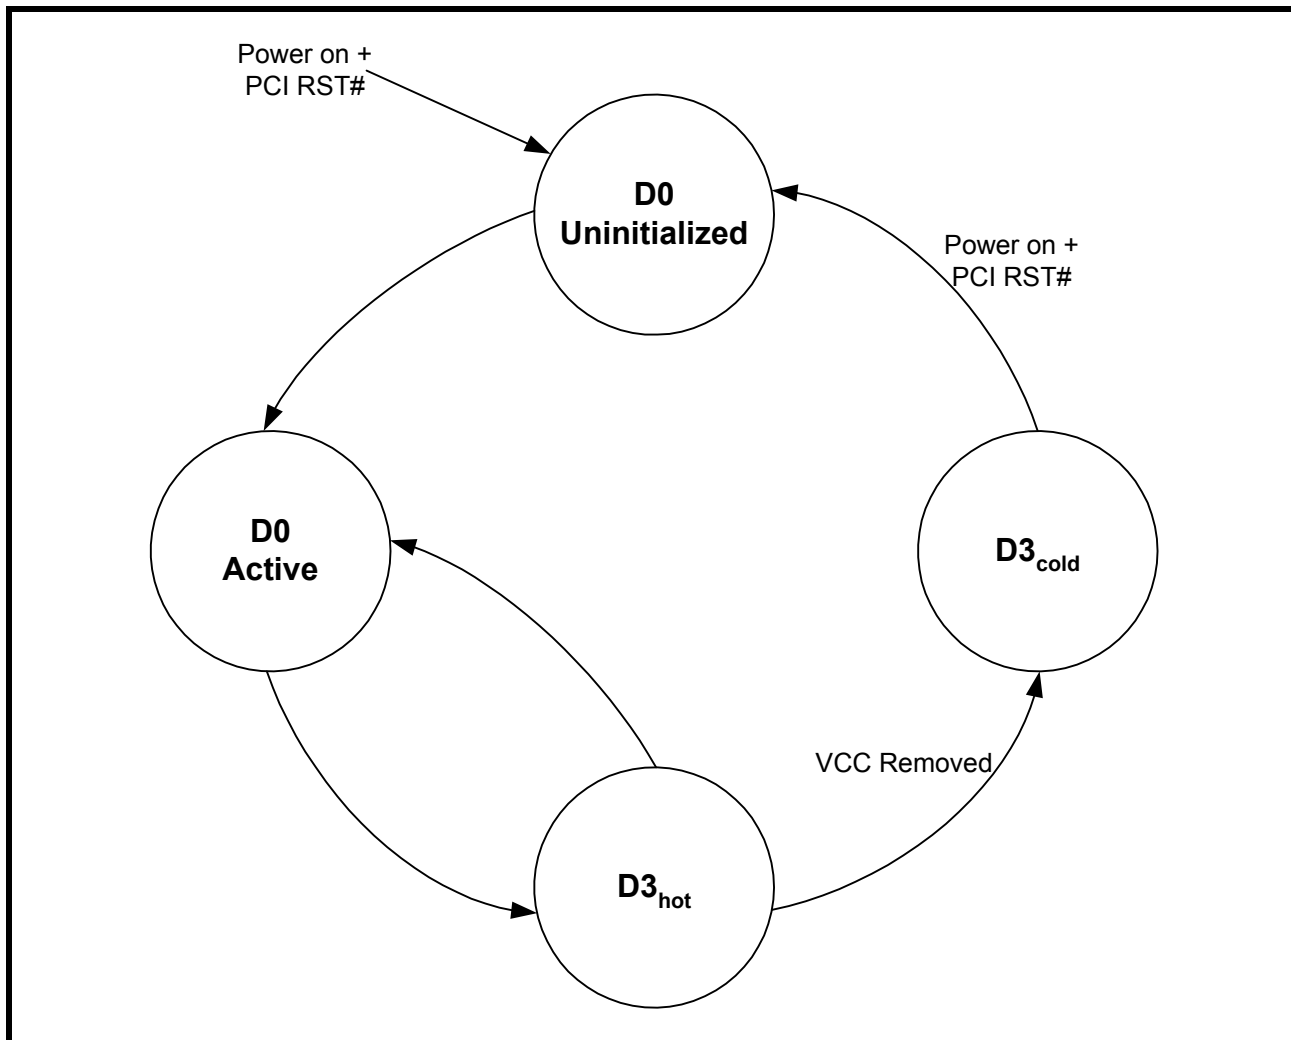 Power on +
PCI RST#
D0
Uninitialized
Power on +
PCI RST#
D0
Active
D3cold
VCC Removed
D3hot